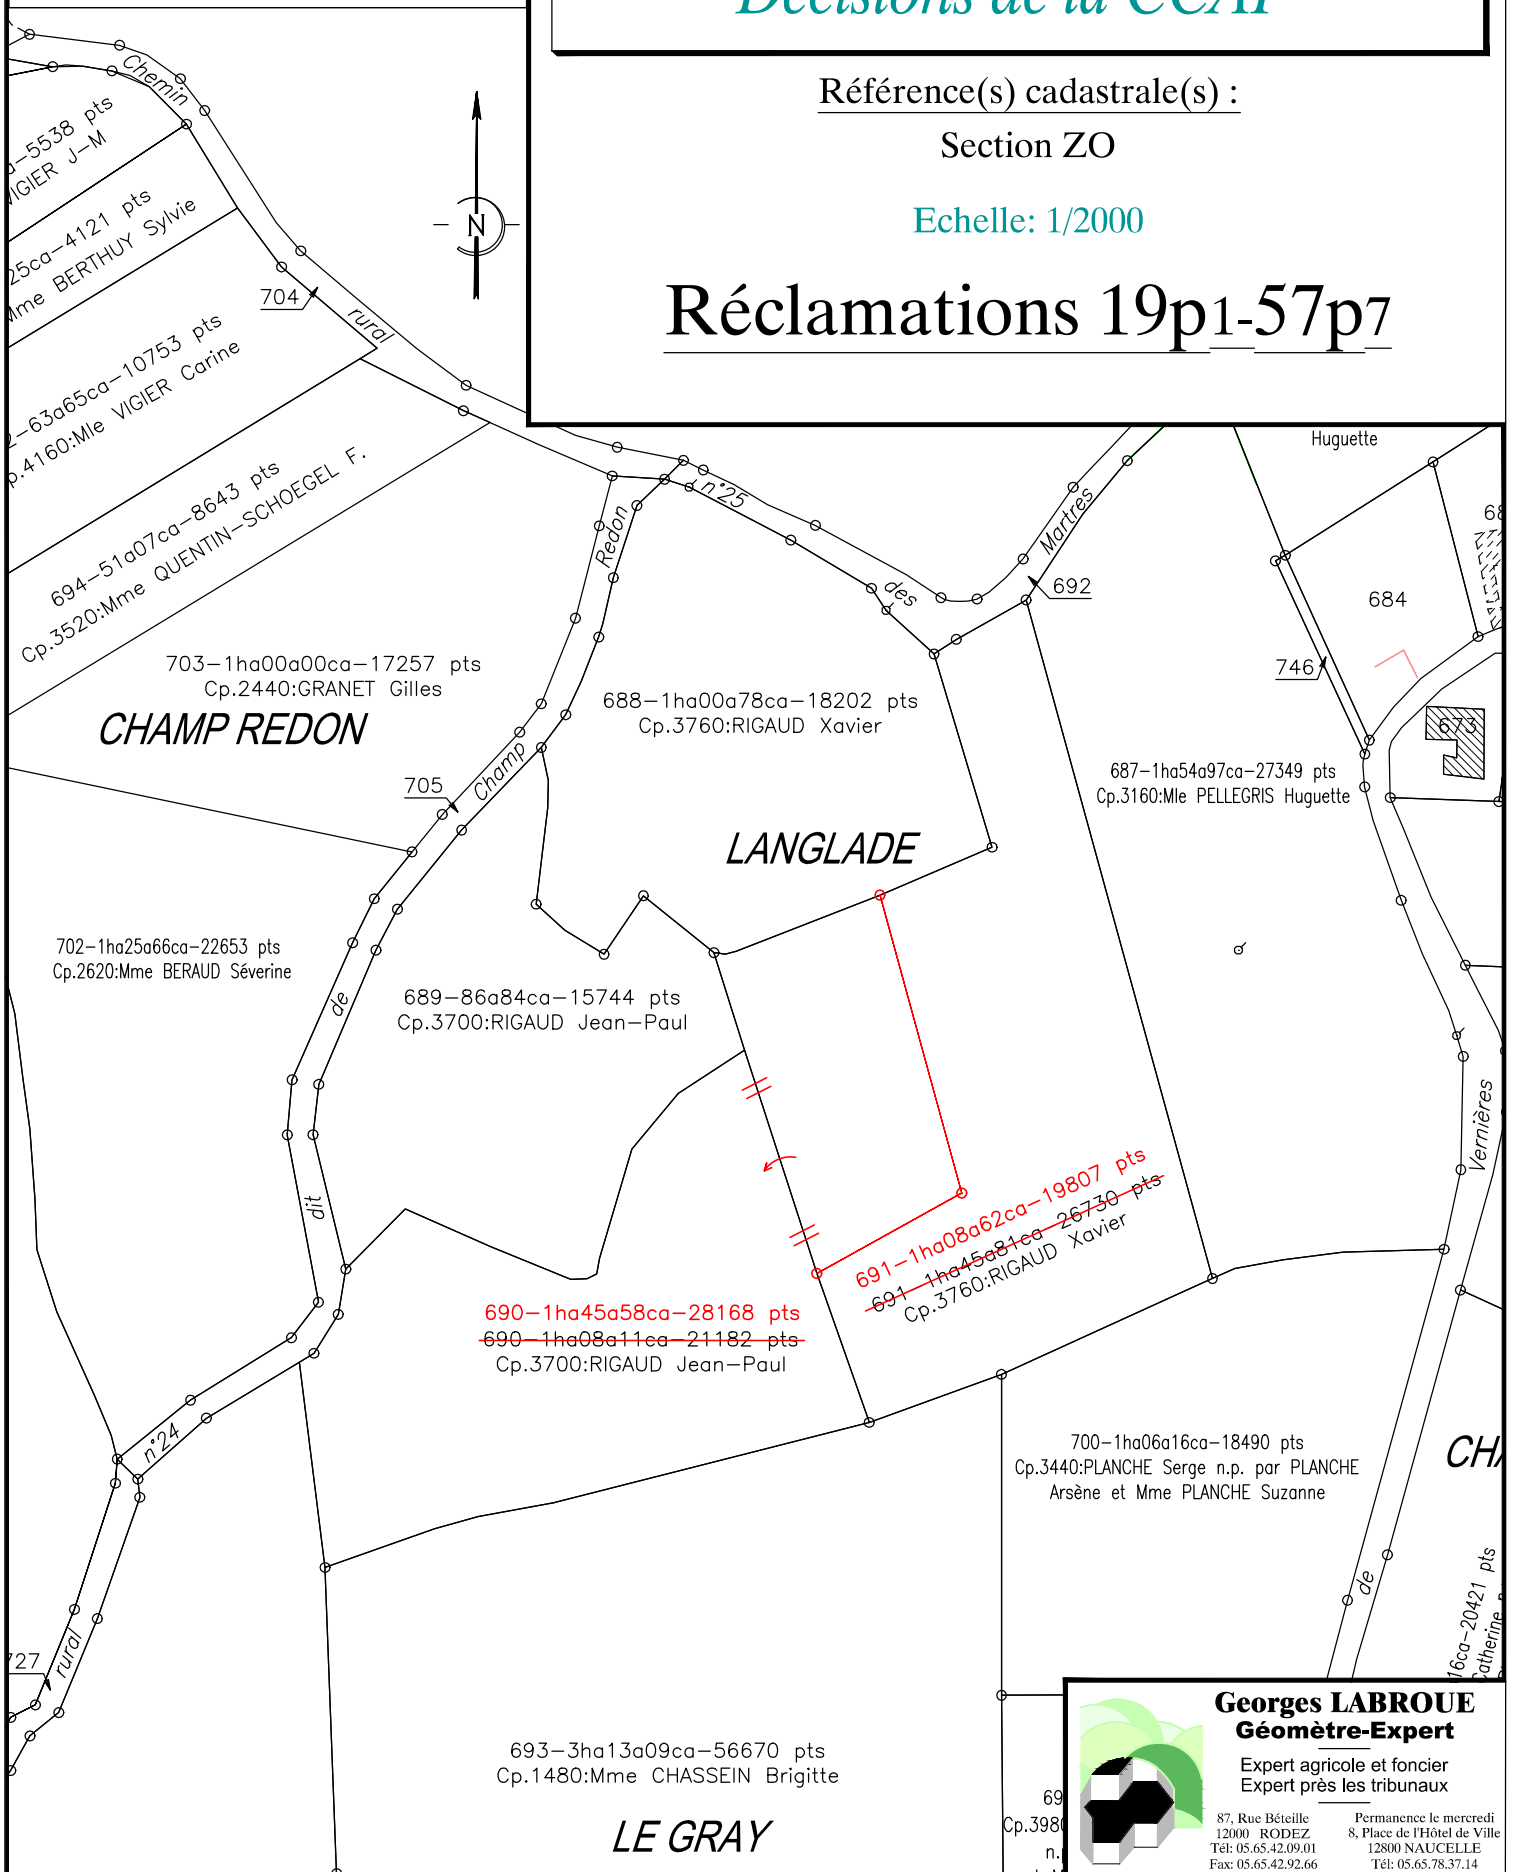 Décisions de la CCAF
Référence(s) cadastrale(s) :
Section ZO
Echelle: 1/2000
Réclamations 19p1-57p7
N
Chemin
rural
n°25
des
Martres
-5538 pts
VIGIER J-M
25ca-4121 pts
Mme BERTHUY Sylvie
704
2-63a65ca-10753 pts
p.4160:Mle VIGIER Carine
694-51a07ca-8643 pts
Cp.3520:Mme QUENTIN-SCHOEGEL F.
Huguette
68
692
684
746
673
703-1ha00a00ca-17257 pts
Cp.2440:GRANET Gilles
CHAMP REDON
688-1ha00a78ca-18202 pts
Cp.3760:RIGAUD Xavier
687-1ha54a97ca-27349 pts
Cp.3160:Mle PELLEGRIS Huguette
705
LANGLADE
702-1ha25a66ca-22653 pts
Cp.2620:Mme BERAUD Séverine
689-86a84ca-15744 pts
Cp.3700:RIGAUD Jean-Paul
Redon
Champ
de
dit
n°24
rural
691-1ha08a62ca-19807 pts
691-1ha45a81ca-26730 pts
Cp.3760:RIGAUD Xavier
690-1ha45a58ca-28168 pts
690-1ha08a11ca-21182 pts
Cp.3700:RIGAUD Jean-Paul
Vernières
de
700-1ha06a16ca-18490 pts
Cp.3440:PLANCHE Serge n.p. par PLANCHE
Arsène et Mme PLANCHE Suzanne
CHA
16ca-20421 pts
Catherine
727
693-3ha13a09ca-56670 pts
Cp.1480:Mme CHASSEIN Brigitte
LE GRAY
69
Cp.3980
n.
Georges LABROUE
Géomètre-Expert
Expert agricole et foncier
Expert près les tribunaux
87, Rue Béteille
12000 RODEZ
Tél: 05.65.42.09.01
Fax: 05.65.42.92.66
Permanence le mercredi
8, Place de l'Hôtel de Ville
12800 NAUCELLE
Tél: 05.65.78.37.14